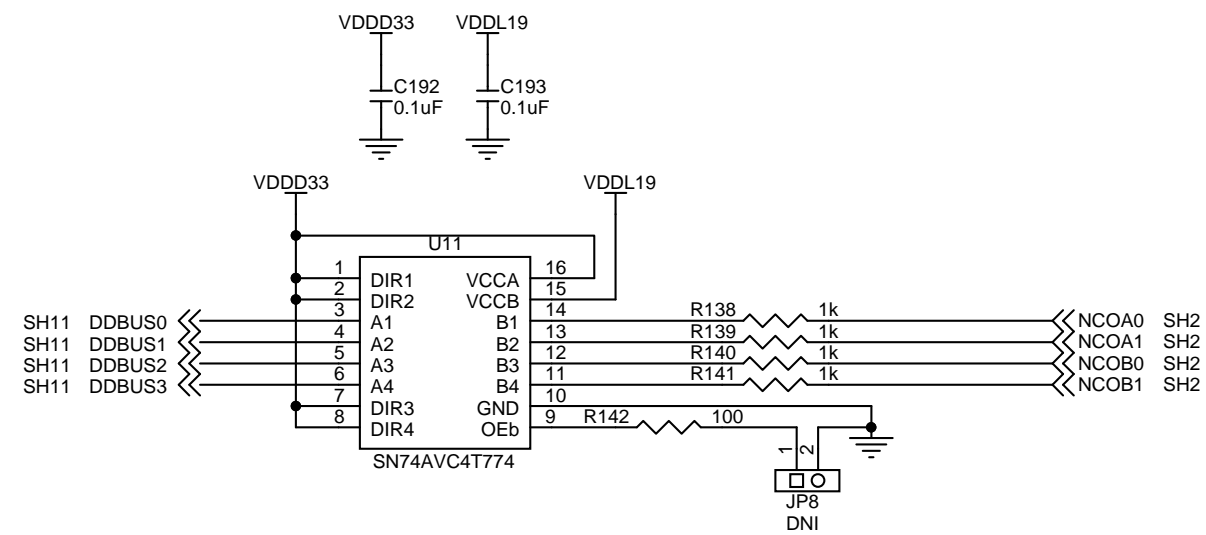 VDDD33 VDDL19
C192 C193
0.1uF 0.1uF
VDDD33 VDDL19
U11
1 DIR1 VCCA 16
2 DIR2 VCCB 15
SH11 DDBUS0 3 A1 B1 14 R138 1k NCOA0 SH2
SH11 DDBUS1 4 A2 B2 13 R139 1k NCOA1 SH2
SH11 DDBUS2 5 A3 B3 12 R140 1k NCOB0 SH2
SH11 DDBUS3 6 A4 B4 11 R141 1k NCOB1 SH2
7 DIR3 GND 10
8 DIR4 OEb 9 R142 100
SN74AVC4T774 1 2
JP8
DNI